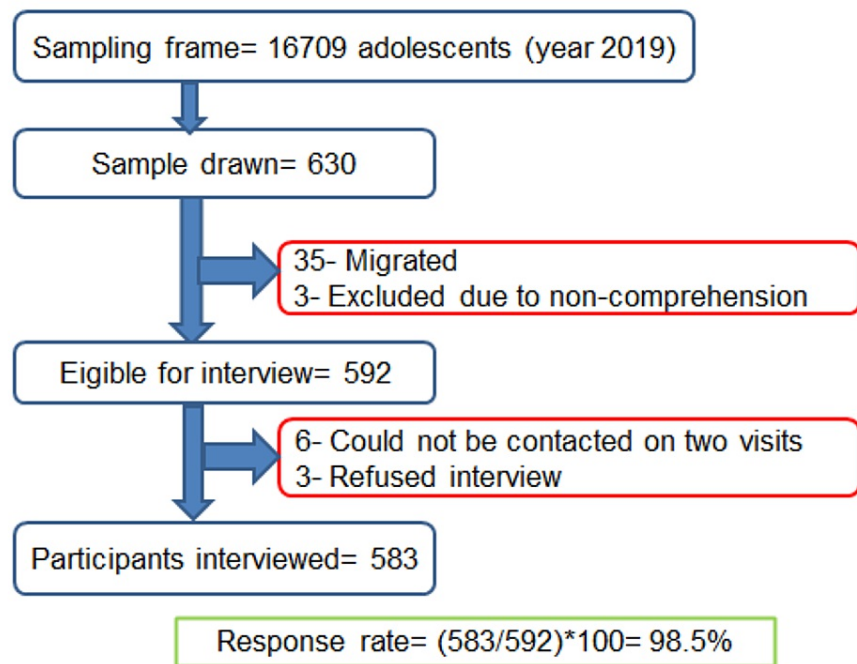 Sampling frame= 16709 adolescents (year 2019)
Sample drawn= 630
35- Migrated
3- Excluded due to non-comprehension
Eigible for interview= 592
6- Could not be contacted on two visits
3- Refused interview
Participants interviewed= 583
Response rate= (583/592)*100= 98.5%